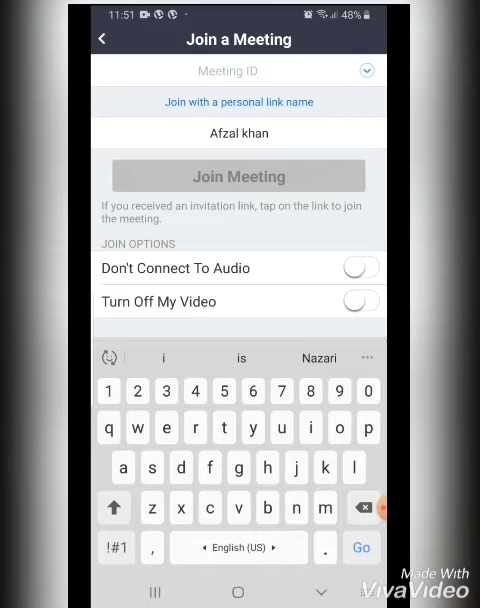 11:51 48%
Join a Meeting
Meeting ID
Join with a personal link name
Afzal khan
Join Meeting
If you received an invitation link, tap on the link to join
the meeting.
JOIN OPTIONS
Don't Connect To Audio
Turn Off My Video
i is Nazari
1 2 3 4 5 6 7 8 9 0
q w e r t y u i o p
a s d f g h j k l
z x c v b n m
!#1 , English (US) . Go
Made With
VivaVideo